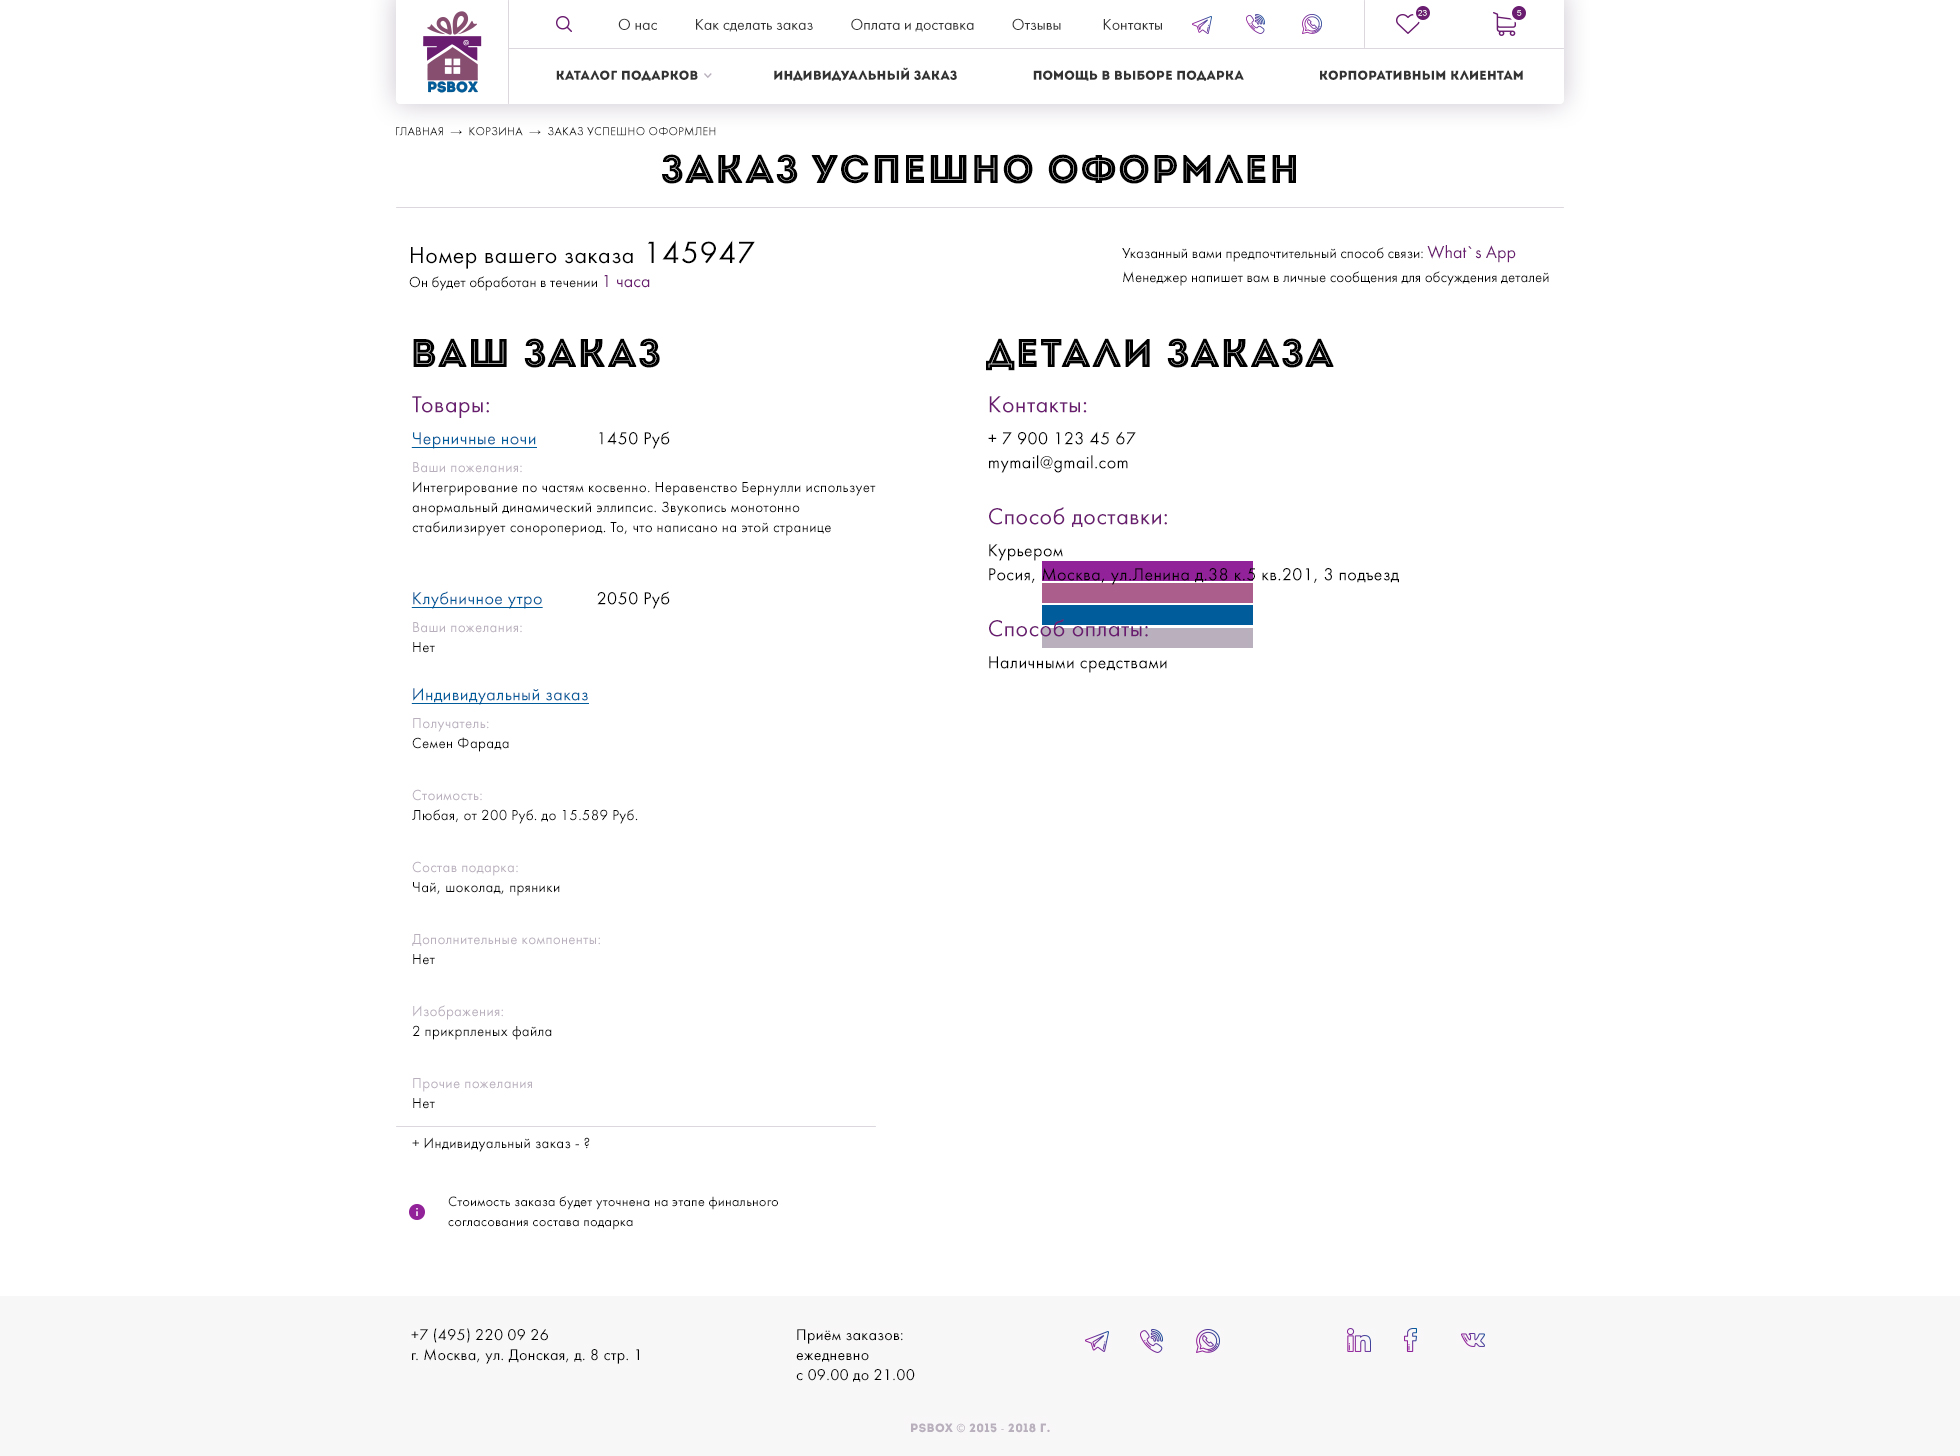 PSBOX
О нас
Как сделать заказ
Оплата и доставка
Отзывы
Контакты
23
5
КАТАЛОГ ПОДАРКОВ
ИНДИВИДУАЛЬНЫЙ ЗАКАЗ
ПОМОЩЬ В ВЫБОРЕ ПОДАРКА
КОРПОРАТИВНЫМ КЛИЕНТАМ
ГЛАВНАЯ → КОРЗИНА → ЗАКАЗ УСПЕШНО ОФОРМЛЕН
ЗАКАЗ УСПЕШНО ОФОРМЛЕН
Номер вашего заказа 145947
Он будет обработан в течении 1 часа
Указанный вами предпочтительный способ связи: What`s App
Менеджер напишет вам в личные сообщения для обсуждения деталей
ВАШ ЗАКАЗ
Товары:
Черничные ночи 1450 Руб
Ваши пожелания:
Интегрирование по частям косвенно. Неравенство Бернулли использует
анормальный динамический эллипсис. Звукопись монотонно
стабилизирует соноропериод. То, что написано на этой странице
Клубничное утро 2050 Руб
Ваши пожелания:
Нет
Индивидуальный заказ
Получатель:
Семен Фарада
Стоимость:
Любая, от 200 Руб. до 15.589 Руб.
Состав подарка:
Чай, шоколад, пряники
Дополнительные компоненты:
Нет
Изображения:
2 прикрпленых файла
Прочие пожелания
Нет
+ Индивидуальный заказ - ?
Стоимость заказа будет уточнена на этапе финального
согласования состава подарка
ДЕТАЛИ ЗАКАЗА
Контакты:
+ 7 900 123 45 67
mymail@gmail.com
Способ доставки:
Курьером
Росия, Москва, ул.Ленина д.38 к.5 кв.201, 3 подъезд
Способ оплаты:
Наличными средствами
+7 (495) 220 09 26
г. Москва, ул. Донская, д. 8 стр. 1
Приём заказов:
ежедневно
с 09.00 до 21.00
PSBOX © 2015 - 2018 Г.